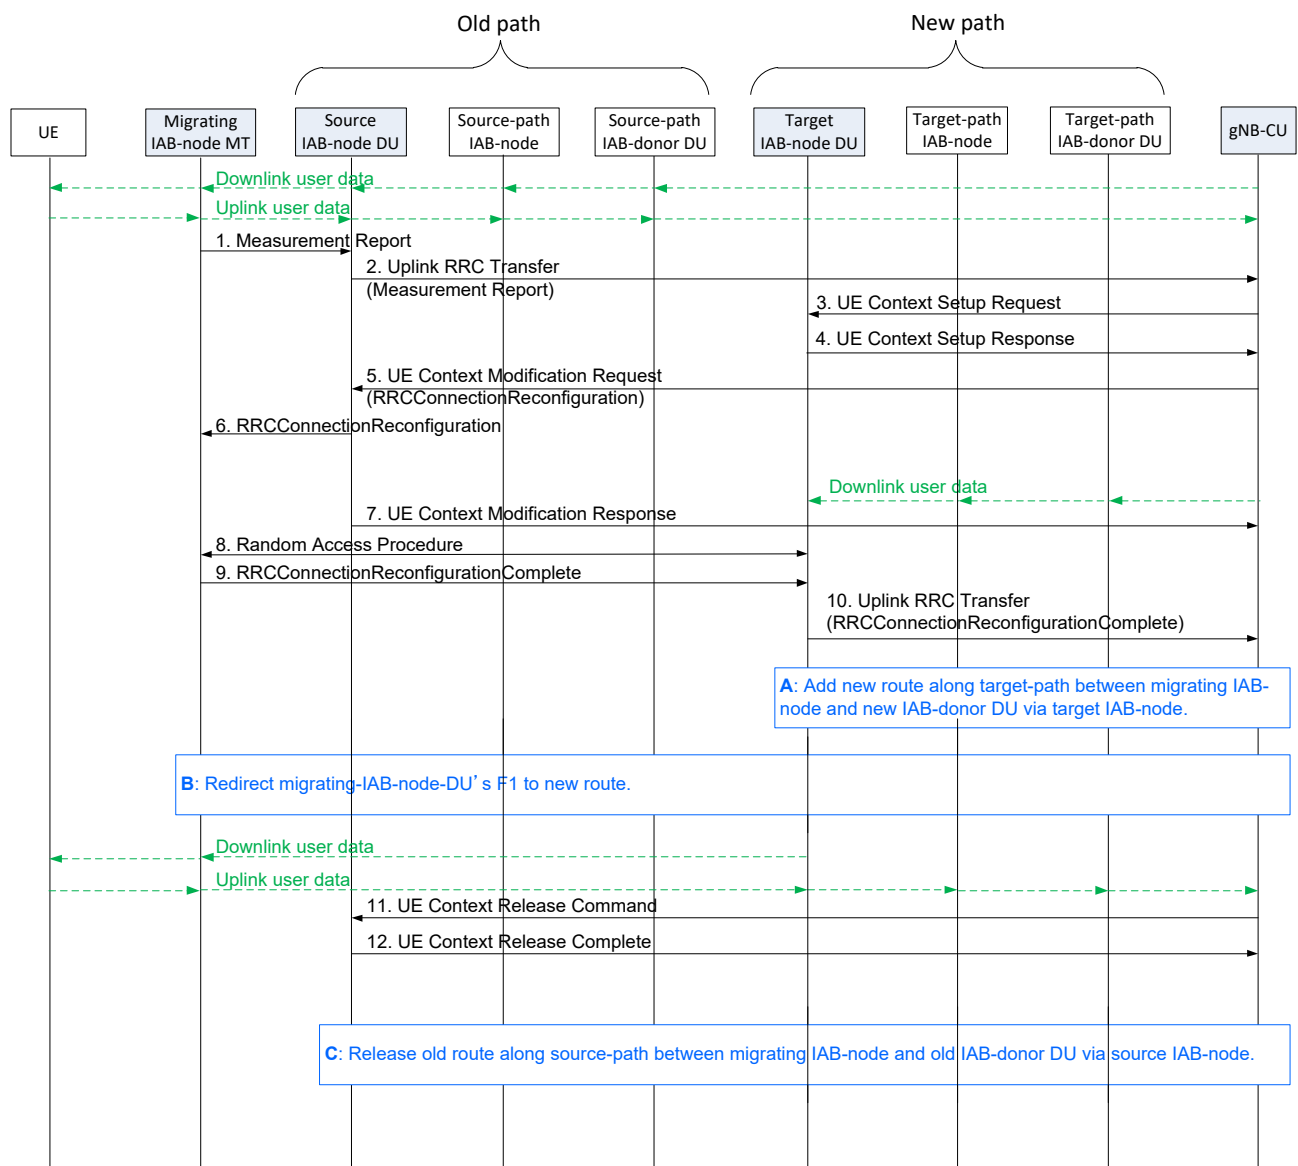 Old path
New path
UE
Migrating
IAB-node MT
Source
IAB-node DU
Source-path
IAB-node
Source-path
IAB-donor DU
Target
IAB-node DU
Target-path
IAB-node
Target-path
IAB-donor DU
gNB-CU
Downlink user data
Uplink user data
1. Measurement Report
2. Uplink RRC Transfer
(Measurement Report)
3. UE Context Setup Request
4. UE Context Setup Response
5. UE Context Modification Request
(RRCConnectionReconfiguration)
6. RRCConnectionReconfiguration
Downlink user data
7. UE Context Modification Response
8. Random Access Procedure
9. RRCConnectionReconfigurationComplete
10. Uplink RRC Transfer
(RRCConnectionReconfigurationComplete)
A: Add new route along target-path between migrating IAB-
node and new IAB-donor DU via target IAB-node.
B: Redirect migrating-IAB-node-DU’s F1 to new route.
Downlink user data
Uplink user data
11. UE Context Release Command
12. UE Context Release Complete
C: Release old route along source-path between migrating IAB-node and old IAB-donor DU via source IAB-node.